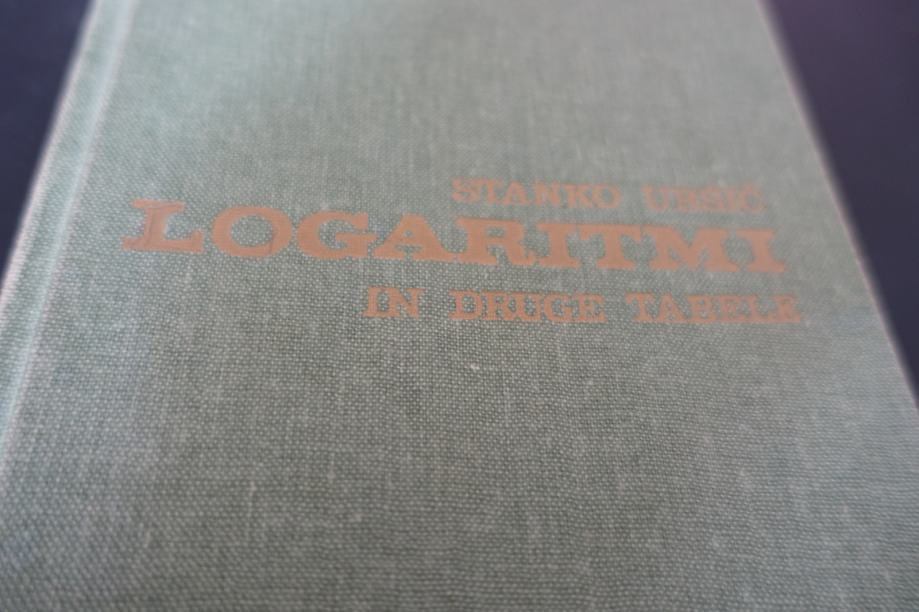 STANKO URŠIČ
LOGARITMI
IN DRUGE TABELE